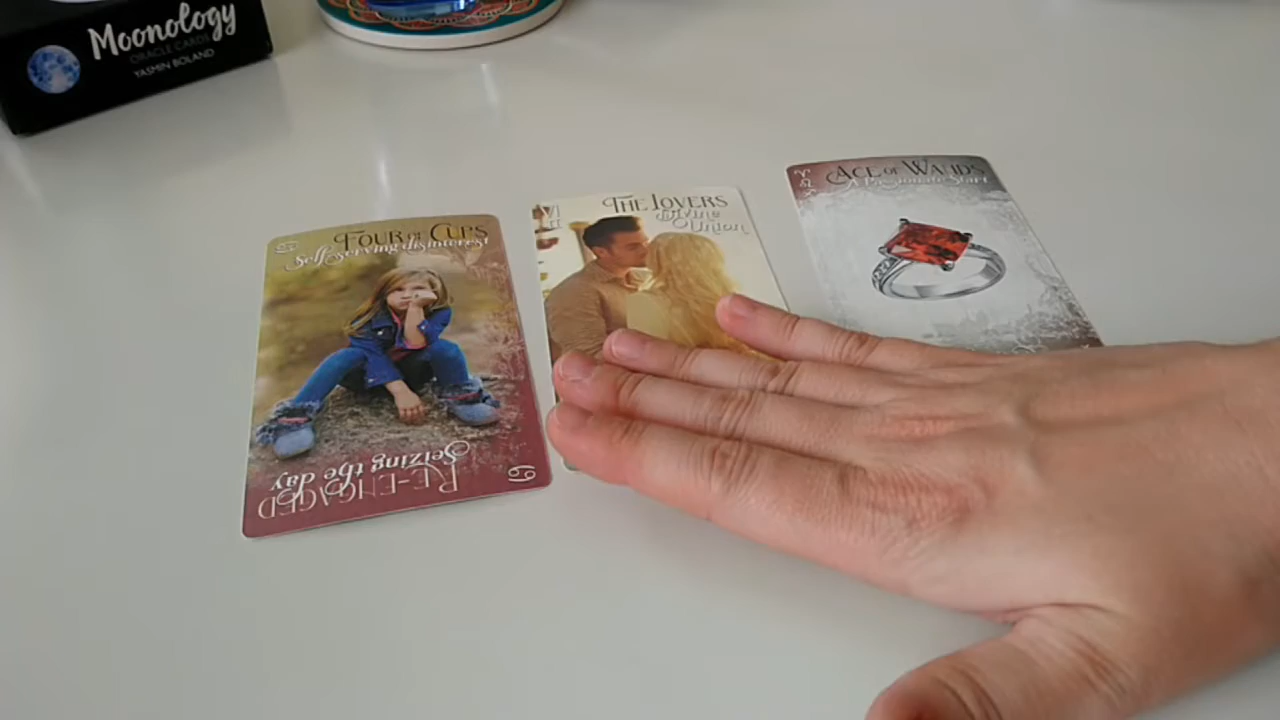 Moonology
ORACLE CARDS
YASMIN BOLAND
FOUR OF CUPS
Self serving disinterest
Seizing the day
RE-ENGAGED
VI
THE LOVERS
divine
Union
ACE OF WANDS
A Passionate Start